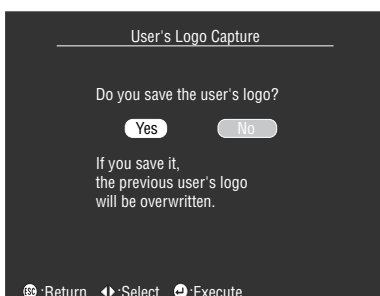 User's Logo Capture
Do you save the user's logo?
Yes No
If you save it,
the previous user's logo
will be overwritten.
ESC :Return :Select :Execute